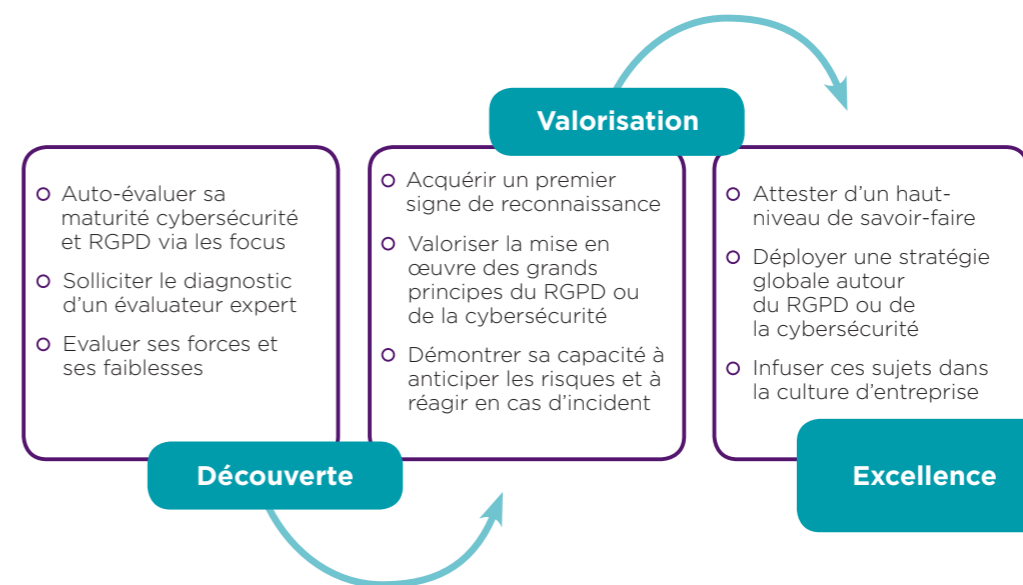 Auto-évaluer sa
maturité cybersécurité
et RGPD via les focus
Solliciter le diagnostic
d'un évaluateur expert
Evaluer ses forces et
ses faiblesses
Découverte
Valorisation
Acquérir un premier
signe de reconnaissance
Valoriser la mise en
œuvre des grands
principes du RGPD ou
de la cybersécurité
Démontrer sa capacité à
anticiper les risques et à
réagir en cas d'incident
Attester d'un haut-
niveau de savoir-faire
Déployer une stratégie
globale autour
du RGPD ou de
la cybersécurité
Infuser ces sujets dans
la culture d'entreprise
Excellence